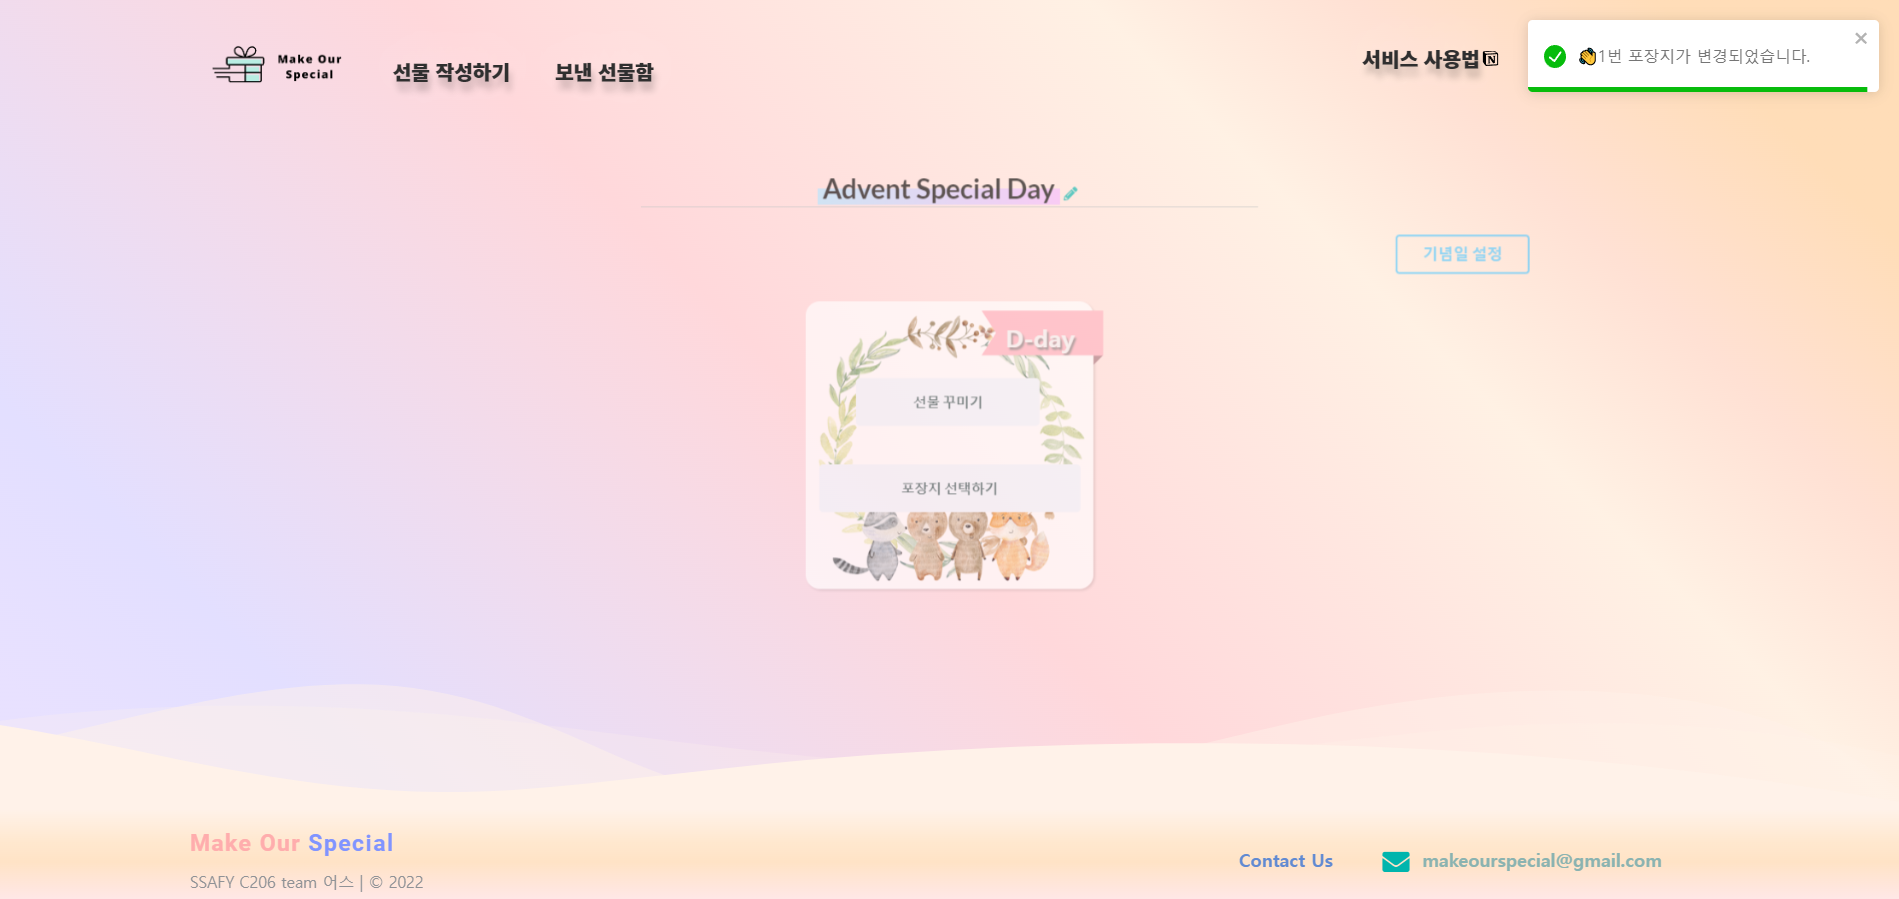 Make Our
Special
선물 작성하기
보낸 선물함
서비스 사용법
👏1번 포장지가 변경되었습니다.
Advent Special Day
기념일 설정
D-day
선물 꾸미기
포장지 선택하기
Make Our Special
SSAFY C206 team 어스 | © 2022
Contact Us
makeourspecial@gmail.com